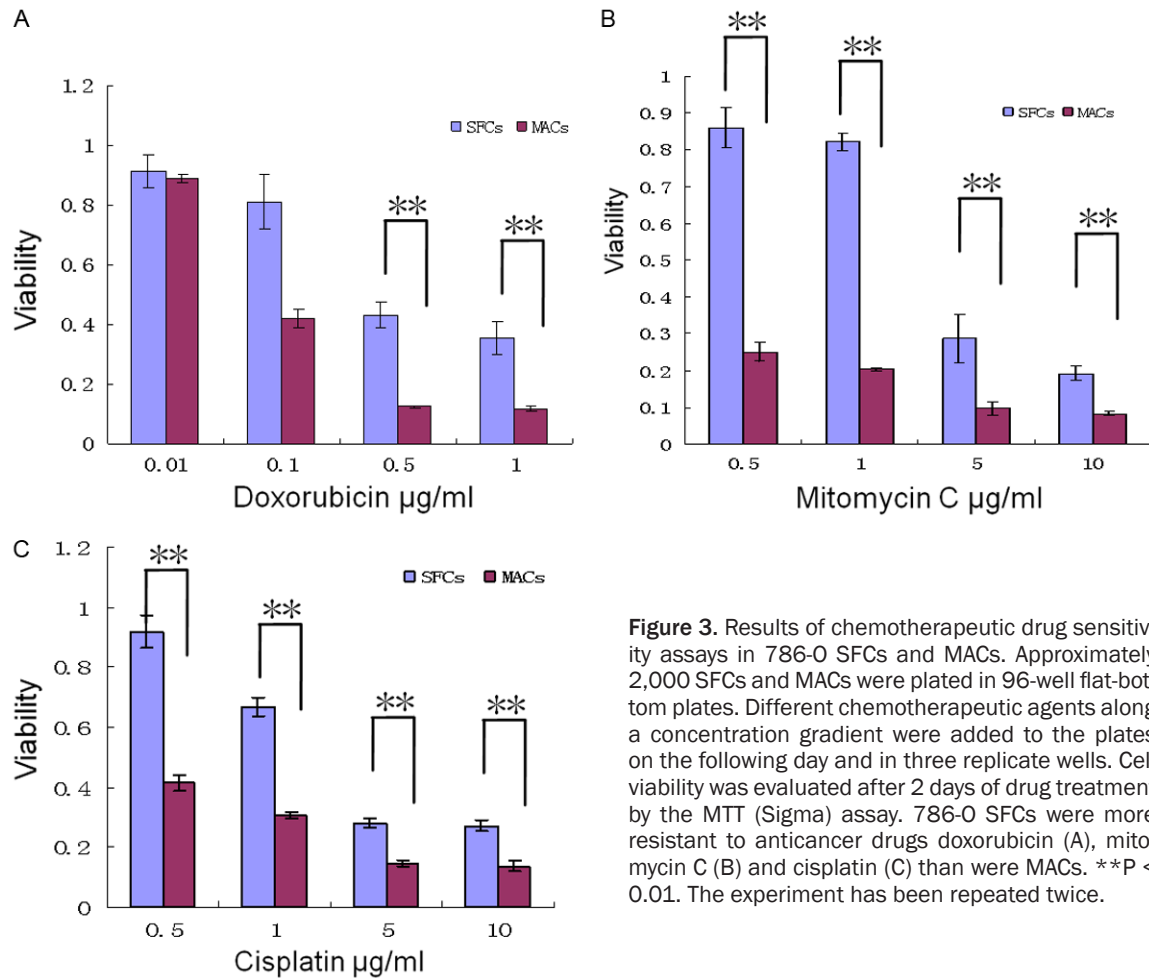 A
1.2
1
0.8
0.6
0.4
0.2
0
Viability
SFCs MACs
** **
0.01 0.1 0.5 1
Doxorubicin µg/ml
B
1
0.9
0.8
0.7
0.6
0.5
0.4
0.3
0.2
0.1
0
Viability
SFCs MACs
** ** ** **
0.5 1 5 10
Mitomycin C µg/ml
C
1.2
1
0.8
0.6
0.4
0.2
0
Viability
SFCs MACs
** ** ** **
0.5 1 5 10
Cisplatin µg/ml
Figure 3. Results of chemotherapeutic drug sensitiv
ity assays in 786-O SFCs and MACs. Approximately
2,000 SFCs and MACs were plated in 96-well flat-bot
tom plates. Different chemotherapeutic agents along
a concentration gradient were added to the plates
on the following day and in three replicate wells. Cel
viability was evaluated after 2 days of drug treatmen
by the MTT (Sigma) assay. 786-O SFCs were more
resistant to anticancer drugs doxorubicin (A), mito
mycin C (B) and cisplatin (C) than were MACs. **P <
0.01. The experiment has been repeated twice.